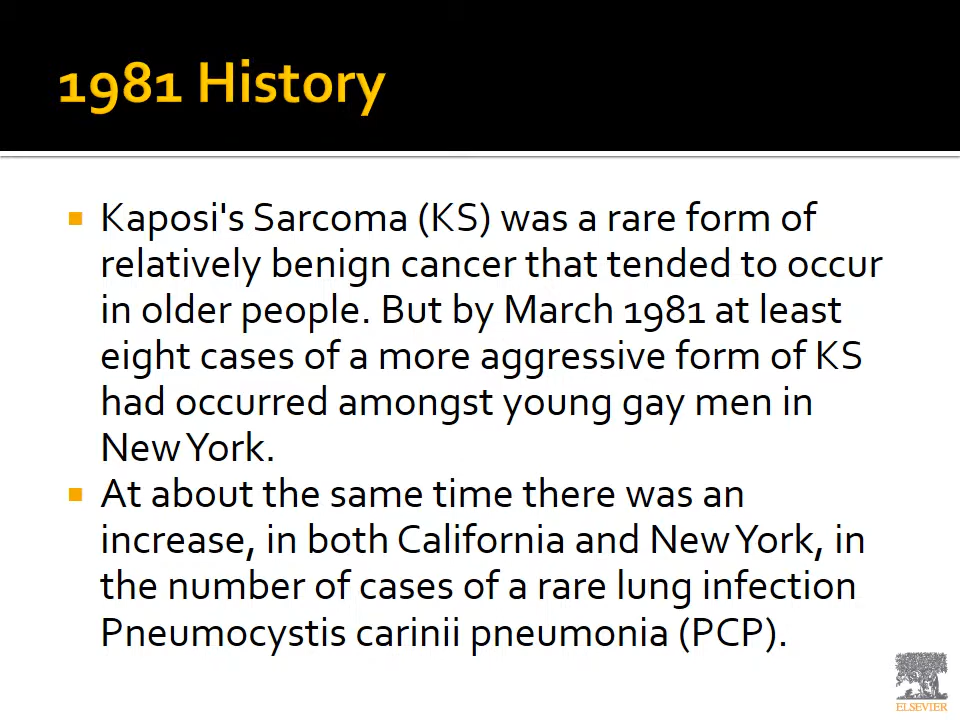 1981 History
Kaposi's Sarcoma (KS) was a rare form of
relatively benign cancer that tended to occur
in older people. But by March 1981 at least
eight cases of a more aggressive form of KS
had occurred amongst young gay men in
New York.
At about the same time there was an
increase, in both California and New York, in
the number of cases of a rare lung infection
Pneumocystis carinii pneumonia (PCP).
ELSEVIER